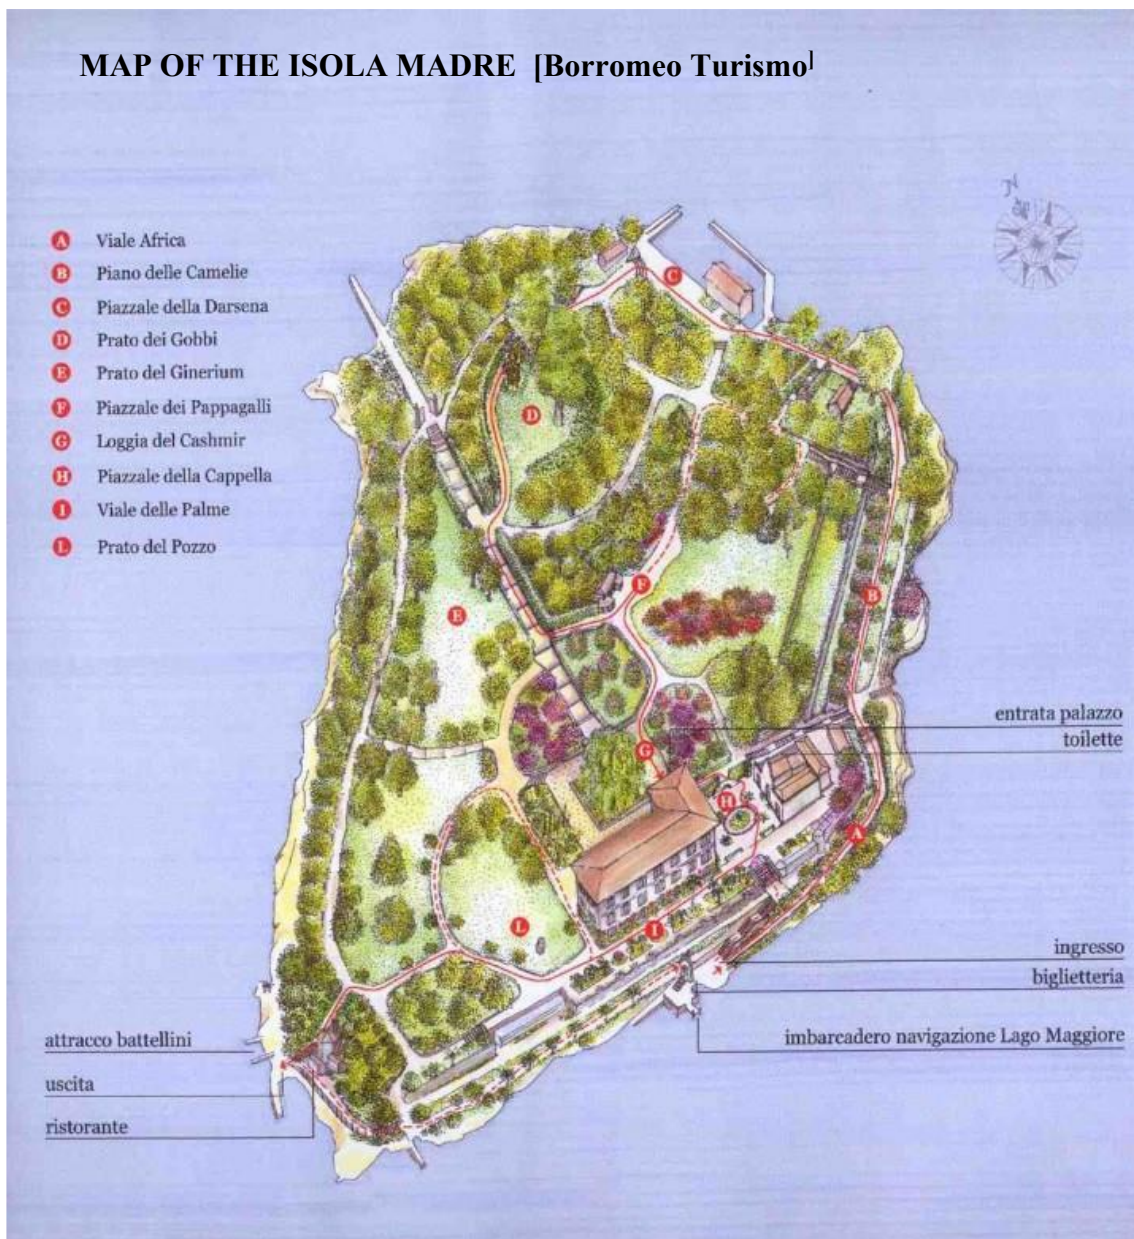 MAP OF THE ISOLA MADRE [Borromeo Turismo]
N
A Viale Africa
B Piano delle Camelie
C Piazzale della Darsena
D Prato dei Gobbi
E Prato del Ginerium
F Piazzale dei Pappagalli
G Loggia del Cashmir
H Piazzale della Cappella
I Viale delle Palme
L Prato del Pozzo
C
D
F
B
E
entrata palazzo
toilette
G
H
A
L
I
ingresso
biglietteria
imbarcadero navigazione Lago Maggiore
attracco battellini
uscita
ristorante